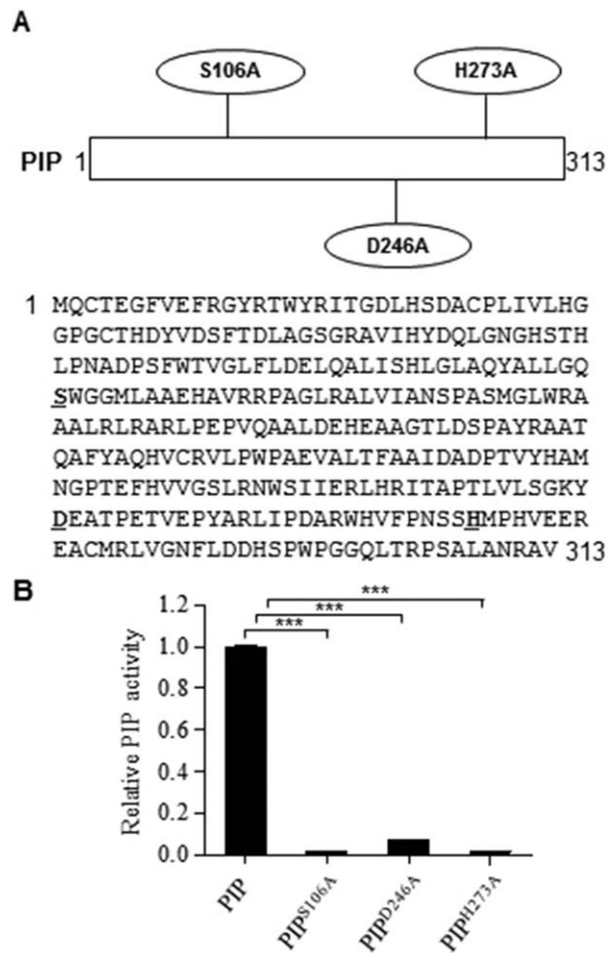 A
S106A H273A
PIP 1 313
D246A
1 MQCTEGFVEFRGYRTWYRITGDLHSDACPLIVLHG
GPGCTHDYVDSFTDLAGSGRAVIHYDQLGNGHSTH
LPNADPSFWTVGLFLDELQALISHLGLAQYALLGQ
SWGGMLAAEHAVRRPAGLRALVIANSPASMGLWRA
AALRLRARLPEPVQAALDEHEAAGTLDSPAYRAAT
QAFYAQHVCRVLPWPAEVALTFAAIDADPTVYHAM
NGPTEFHVVGSLRNWSIIERLHRITAPTLVLSGKY
DEATPETVEPYARLIPDARWHVFPNSSHMPHVEER
EACMRLVGNFLDDHSPWPGGQLTRPSALANRAV 313
B
Relative PIP activity
1.2
1.0
0.8
0.6
0.4
0.2
0.0
***
***
***
PIP PIPS106A PIPD246A PIPH273A